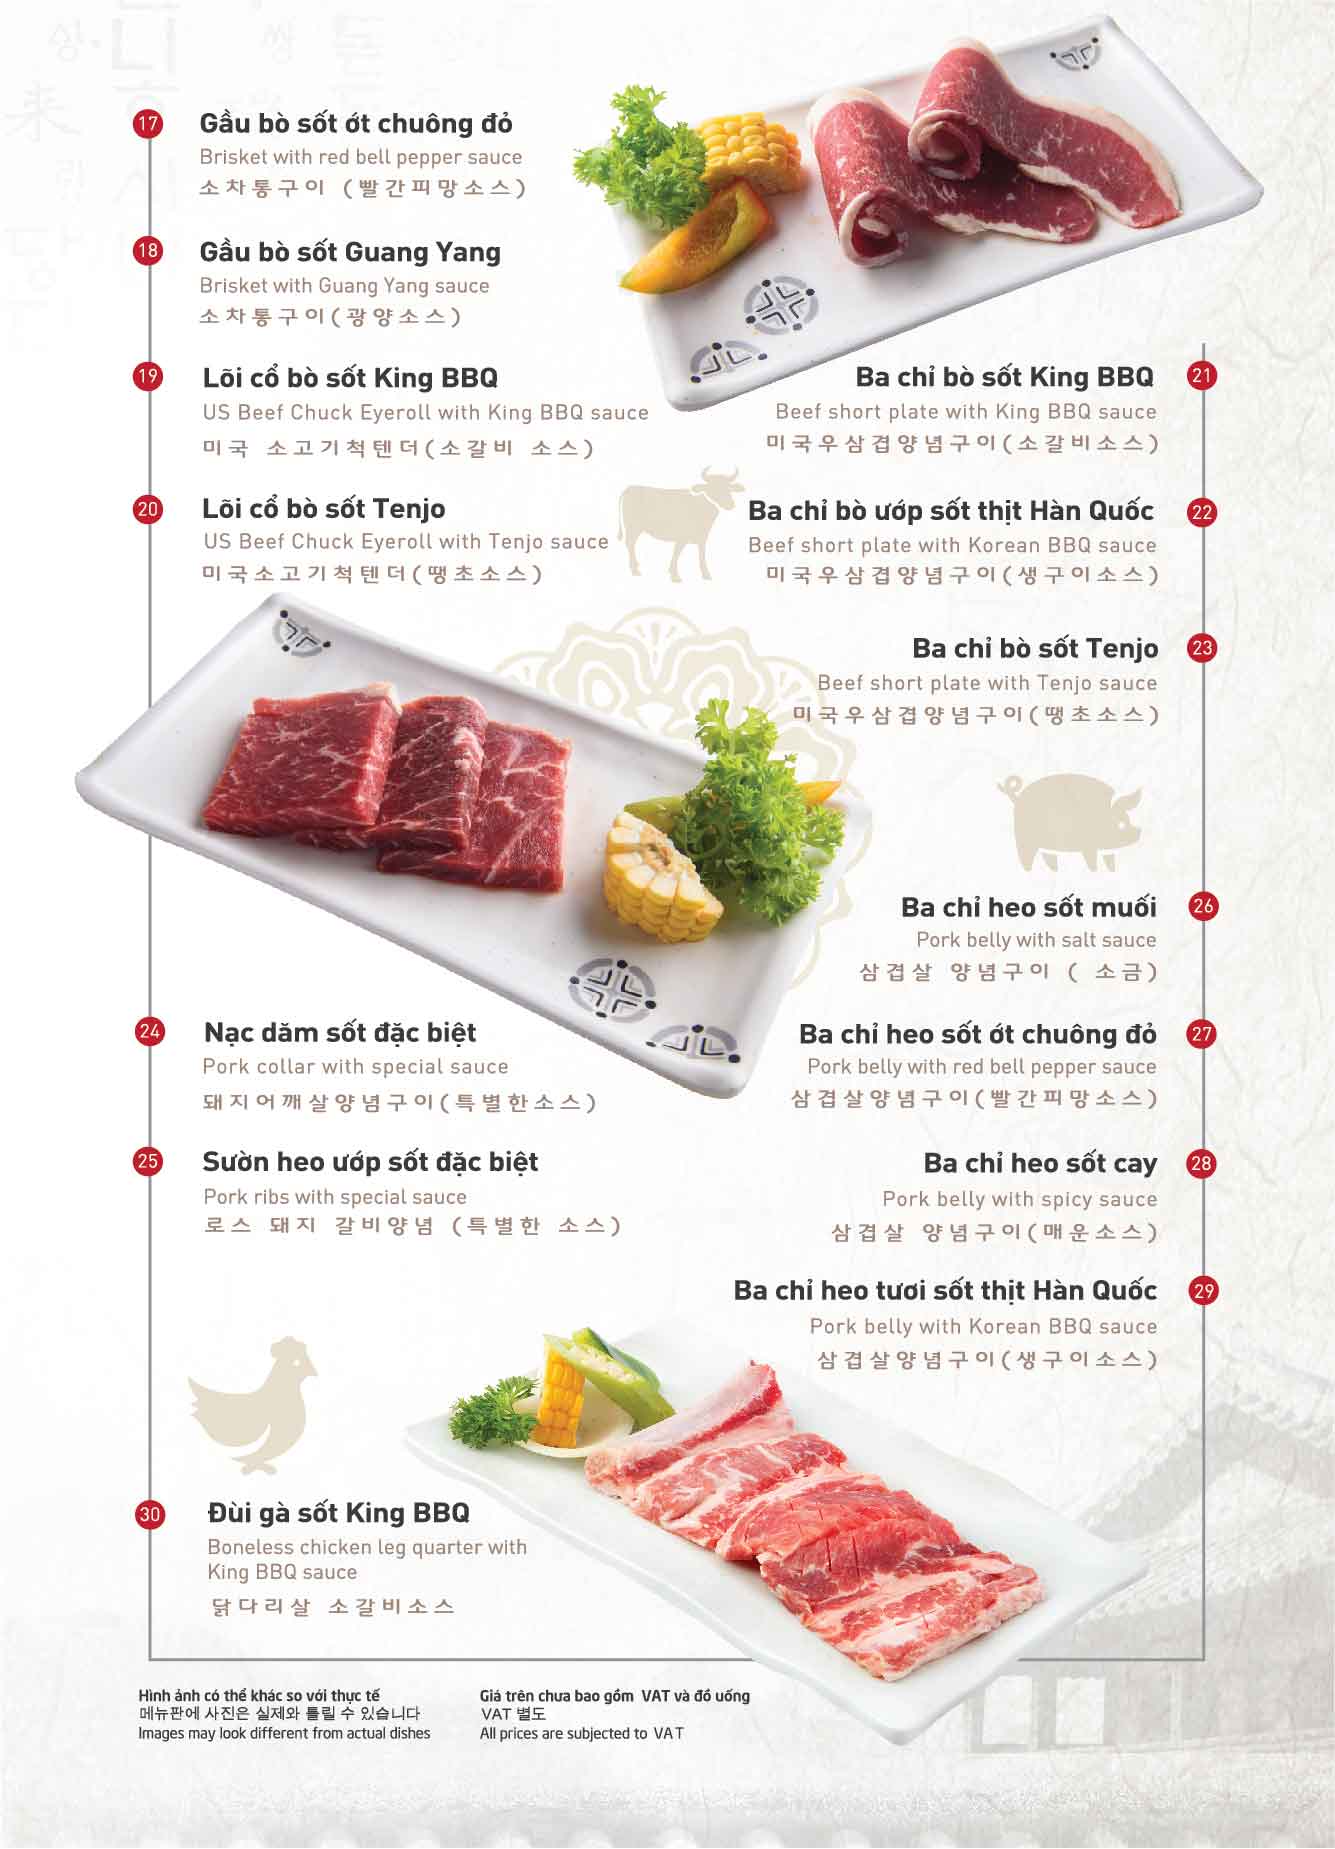 17
Gầu bò sốt ớt chuông đỏ
Brisket with red bell pepper sauce
소차통구이 (빨간피망소스)
18
Gầu bò sốt Guang Yang
Brisket with Guang Yang sauce
소차통구이(광양소스)
19
Lõi cổ bò sốt King BBQ
US Beef Chuck Eyeroll with King BBQ sauce
미국 소고기척텐더(소갈비 소스)
20
Lõi cổ bò sốt Tenjo
US Beef Chuck Eyeroll with Tenjo sauce
미국소고기척텐더(땡초소스)
21
Ba chỉ bò sốt King BBQ
Beef short plate with King BBQ sauce
미국우삼겹양념구이(소갈비소스)
22
Ba chỉ bò ướp sốt thịt Hàn Quốc
Beef short plate with Korean BBQ sauce
미국우삼겹양념구이(생구이소스)
23
Ba chỉ bò sốt Tenjo
Beef short plate with Tenjo sauce
미국우삼겹양념구이(땡초소스)
24
Nạc dăm sốt đặc biệt
Pork collar with special sauce
돼지어깨살양념구이(특별한소스)
25
Sườn heo ướp sốt đặc biệt
Pork ribs with special sauce
로스 돼지 갈비양념 (특별한 소스)
26
Ba chỉ heo sốt muối
Pork belly with salt sauce
삼겹살 양념구이 ( 소금)
27
Ba chỉ heo sốt ớt chuông đỏ
Pork belly with red bell pepper sauce
삼겹살양념구이(빨간피망소스)
28
Ba chỉ heo sốt cay
Pork belly with spicy sauce
삼겹살 양념구이(매운소스)
29
Ba chỉ heo tươi sốt thịt Hàn Quốc
Pork belly with Korean BBQ sauce
삼겹살양념구이(생구이소스)
30
Đùi gà sốt King BBQ
Boneless chicken leg quarter with
King BBQ sauce
닭다리살 소갈비소스
Hình ảnh có thể khác so với thực tế
메뉴판에 사진은 실제와 틀릴 수 있습니다
Images may look different from actual dishes
Giá trên chưa bao gồm VAT và đồ uống
VAT 별도
All prices are subjected to VAT